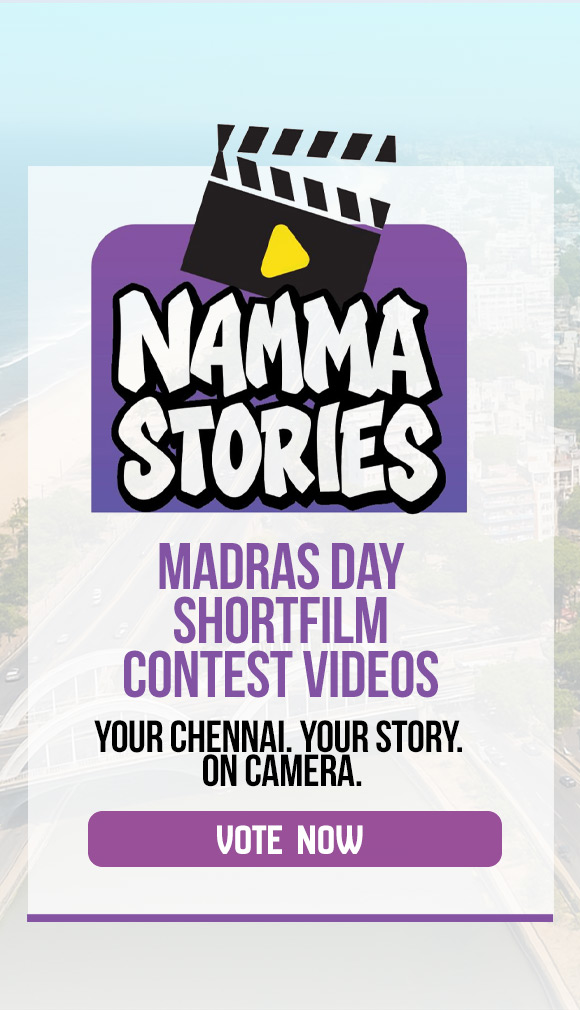 NAMMA
STORIES
MADRAS DAY
SHORTFILM
CONTEST VIDEOS
YOUR CHENNAI. YOUR STORY.
ON CAMERA.
VOTE NOW